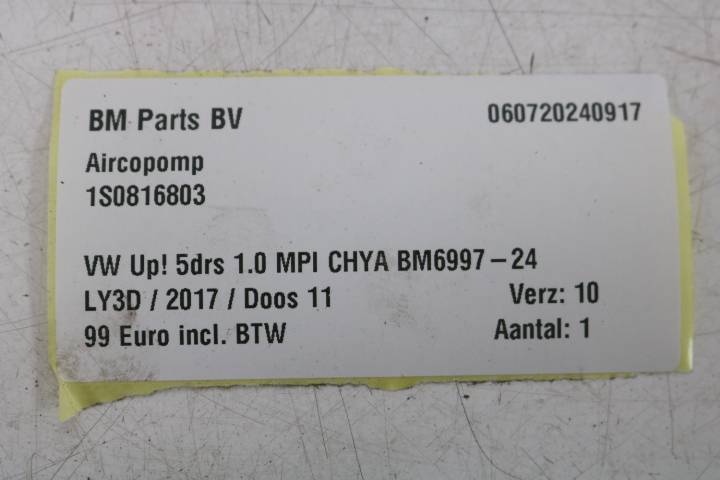 BM Parts BV 060720240917
Aircopomp
1S0816803
VW Up! 5drs 1.0 MPI CHYA BM6997-24
LY3D / 2017 / Doos 11 Verz: 10
99 Euro incl. BTW Aantal: 1